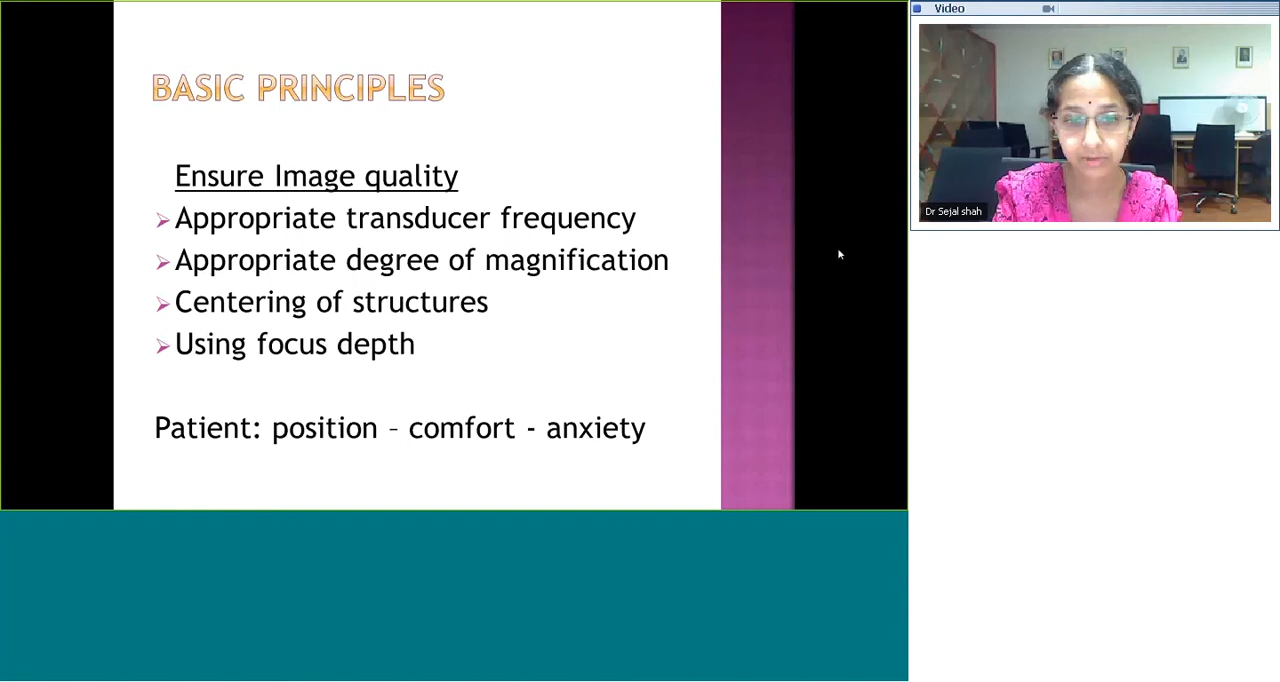 BASIC PRINCIPLES
Ensure Image quality
Appropriate transducer frequency
Appropriate degree of magnification
Centering of structures
Using focus depth
Patient: position – comfort - anxiety
Video
Dr Sejal shah